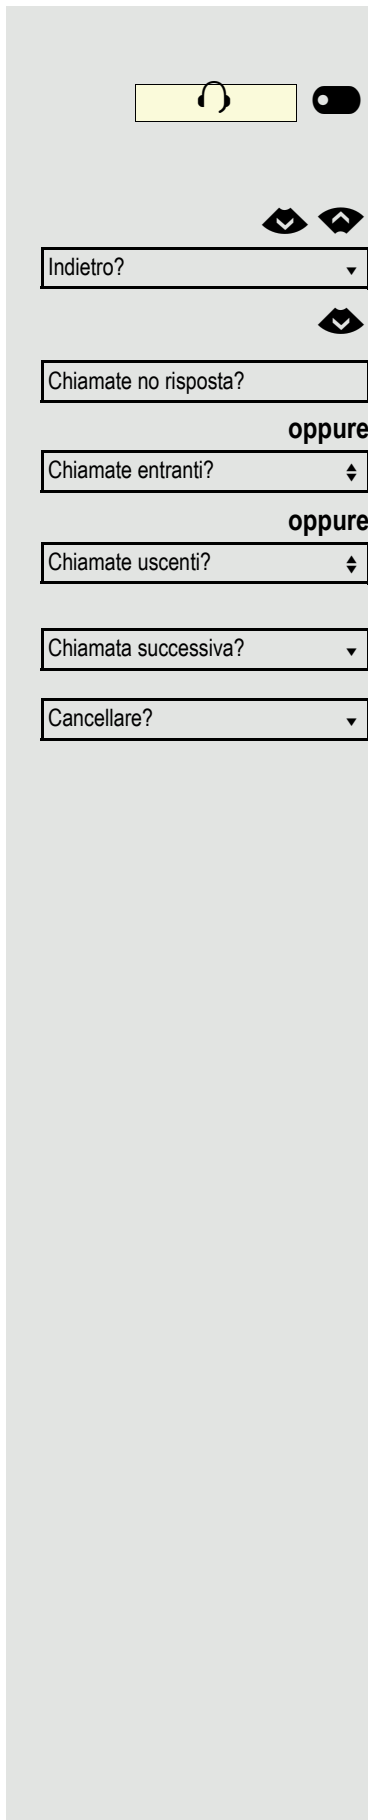 Indietro?
Chiamate no risposta?
oppure
Chiamate entranti?
oppure
Chiamate uscenti?
Chiamata successiva?
Cancellare?